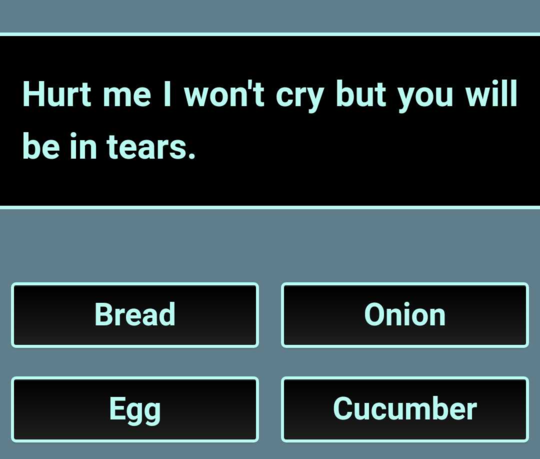 Hurt me I won't cry but you will
be in tears.
Bread
Onion
Egg
Cucumber